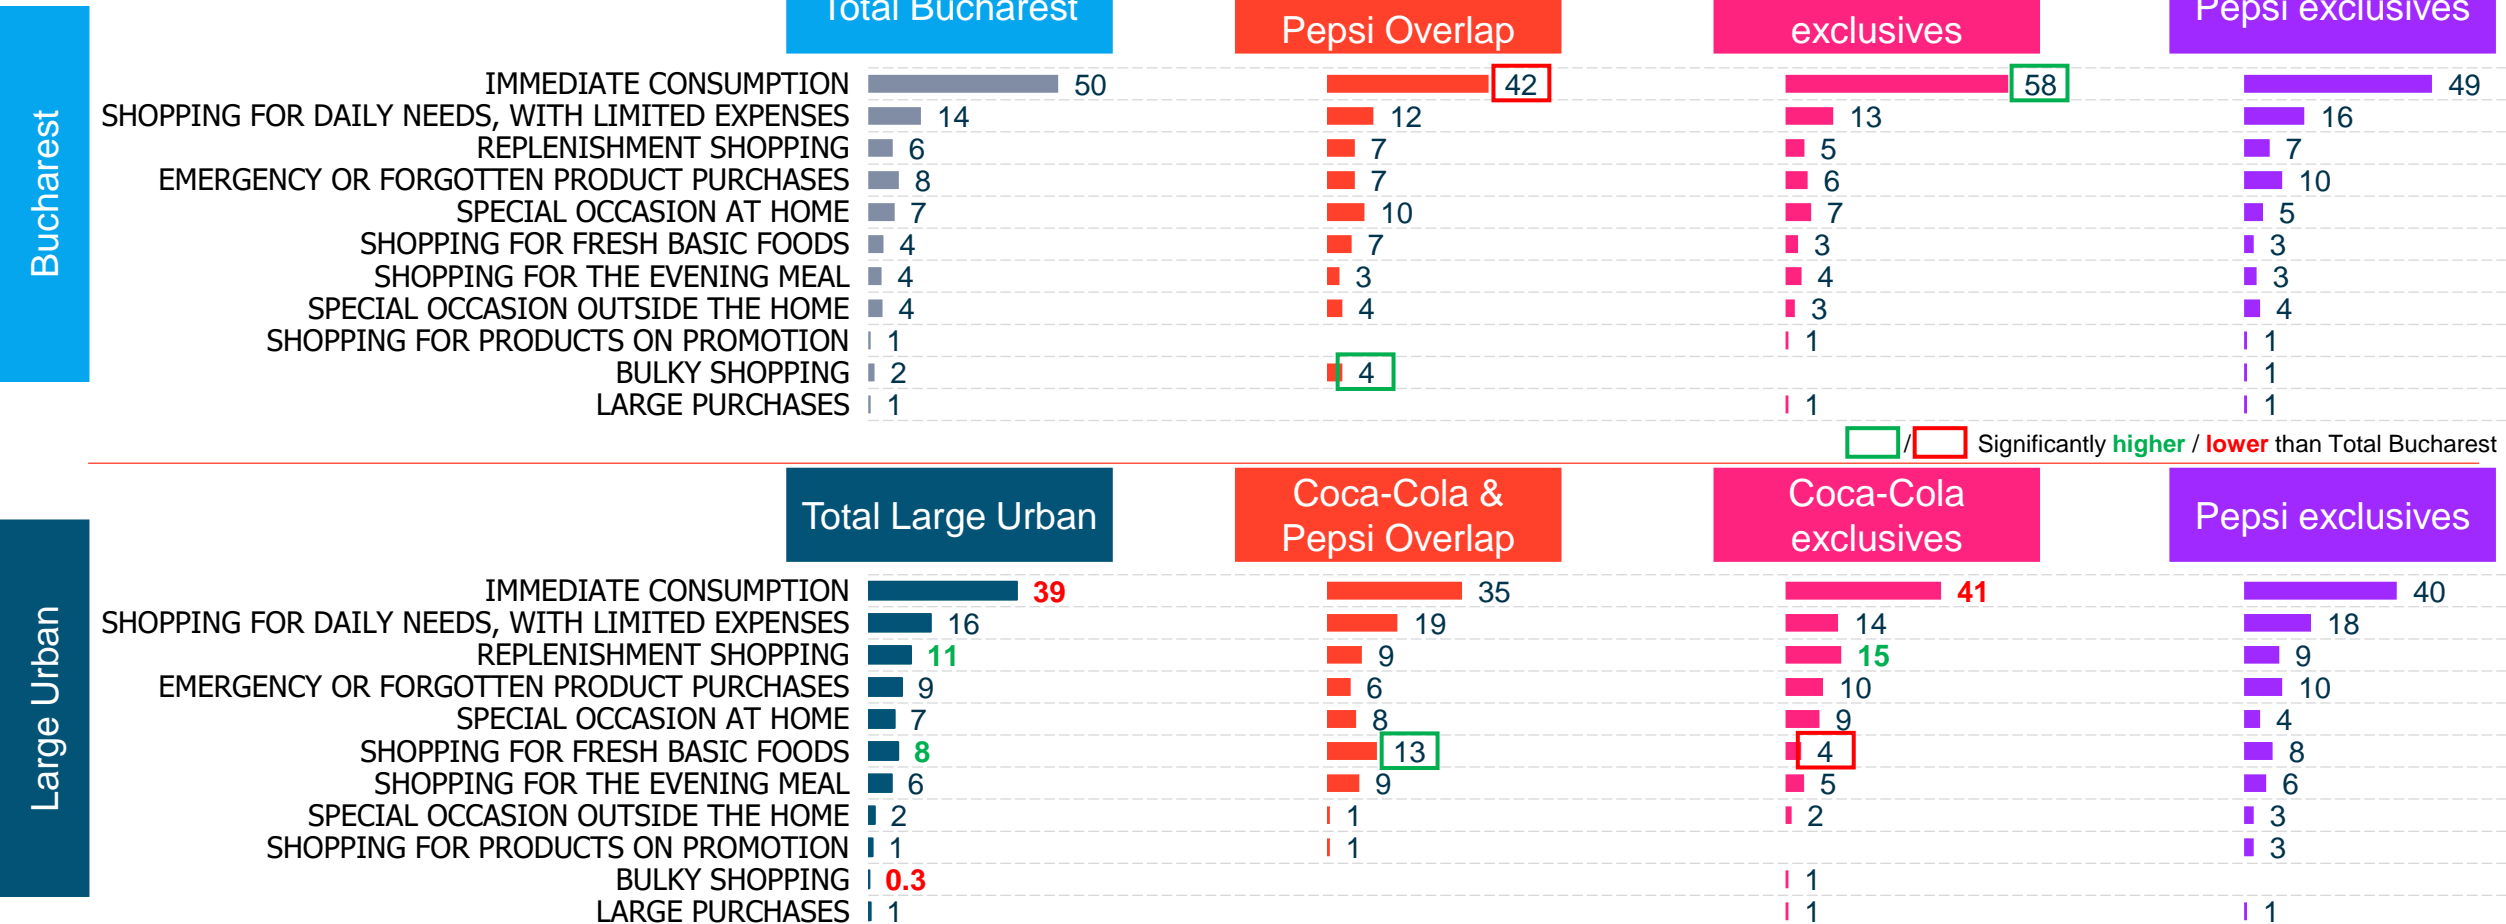 Total Bucharest
Pepsi Overlap
exclusives
Pepsi exclusives
Bucharest
IMMEDIATE CONSUMPTION 50 42 58 49
SHOPPING FOR DAILY NEEDS, WITH LIMITED EXPENSES 14 12 13 16
REPLENISHMENT SHOPPING 6 7 5 7
EMERGENCY OR FORGOTTEN PRODUCT PURCHASES 8 7 6 10
SPECIAL OCCASION AT HOME 7 10 7 5
SHOPPING FOR FRESH BASIC FOODS 4 7 3 3
SHOPPING FOR THE EVENING MEAL 4 3 4 3
SPECIAL OCCASION OUTSIDE THE HOME 4 4 3 4
SHOPPING FOR PRODUCTS ON PROMOTION 1 1 1
BULKY SHOPPING 2 4 1
LARGE PURCHASES 1 1 1
/ Significantly higher / lower than Total Bucharest
Total Large Urban
Coca-Cola &
Pepsi Overlap
Coca-Cola
exclusives
Pepsi exclusives
Large Urban
IMMEDIATE CONSUMPTION 39 35 41 40
SHOPPING FOR DAILY NEEDS, WITH LIMITED EXPENSES 16 19 14 18
REPLENISHMENT SHOPPING 11 9 15 9
EMERGENCY OR FORGOTTEN PRODUCT PURCHASES 9 6 10 10
SPECIAL OCCASION AT HOME 7 8 9 4
SHOPPING FOR FRESH BASIC FOODS 8 13 4 8
SHOPPING FOR THE EVENING MEAL 6 9 5 6
SPECIAL OCCASION OUTSIDE THE HOME 2 1 2 3
SHOPPING FOR PRODUCTS ON PROMOTION 1 1 3
BULKY SHOPPING 0.3 1
LARGE PURCHASES 1 1 1